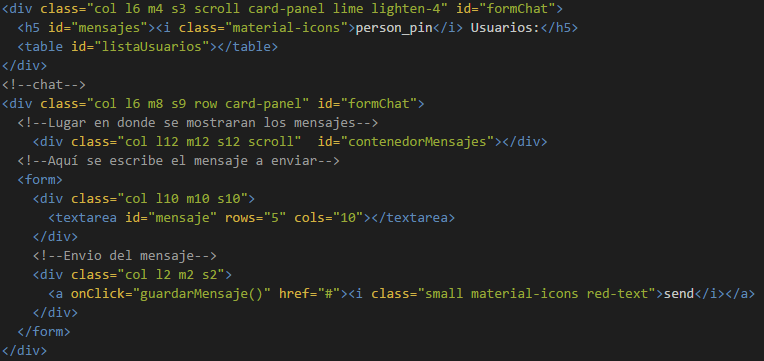 <div class="col l6 m4 s3 scroll card-panel lime lighten-4" id="formChat">
<h5 id="mensajes"><i class="material-icons">person_pin</i> Usuarios:</h5>
<table id="listaUsuarios"></table>
</div>
<!--chat-->
<div class="col l6 m8 s9 row card-panel" id="formChat">
<!--Lugar en donde se mostraran los mensajes-->
<div class="col l12 m12 s12 scroll"  id="contenedorMensajes"></div>
<!--Aquí se escribe el mensaje a enviar-->
<form>
<div class="col l10 m10 s10">
<textarea id="mensaje" rows="5" cols="10"></textarea>
</div>
<!--Envio del mensaje-->
<div class="col l2 m2 s2">
<a onClick="guardarMensaje()" href="#"><i class="small material-icons red-text">send</i></a>
</div>
</form>
</div>